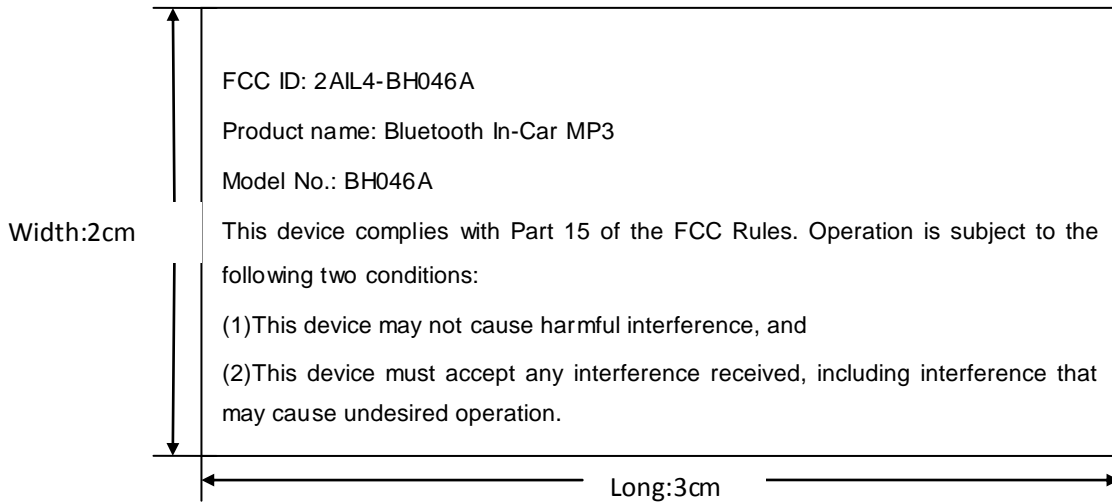 FCC ID: 2AIL4-BH046A
Product name: Bluetooth In-Car MP3
Model No.: BH046A
Width:2cm
This device complies with Part 15 of the FCC Rules. Operation is subject to the
following two conditions:
(1)This device may not cause harmful interference, and
(2)This device must accept any interference received, including interference that
may cause undesired operation.
Long:3cm